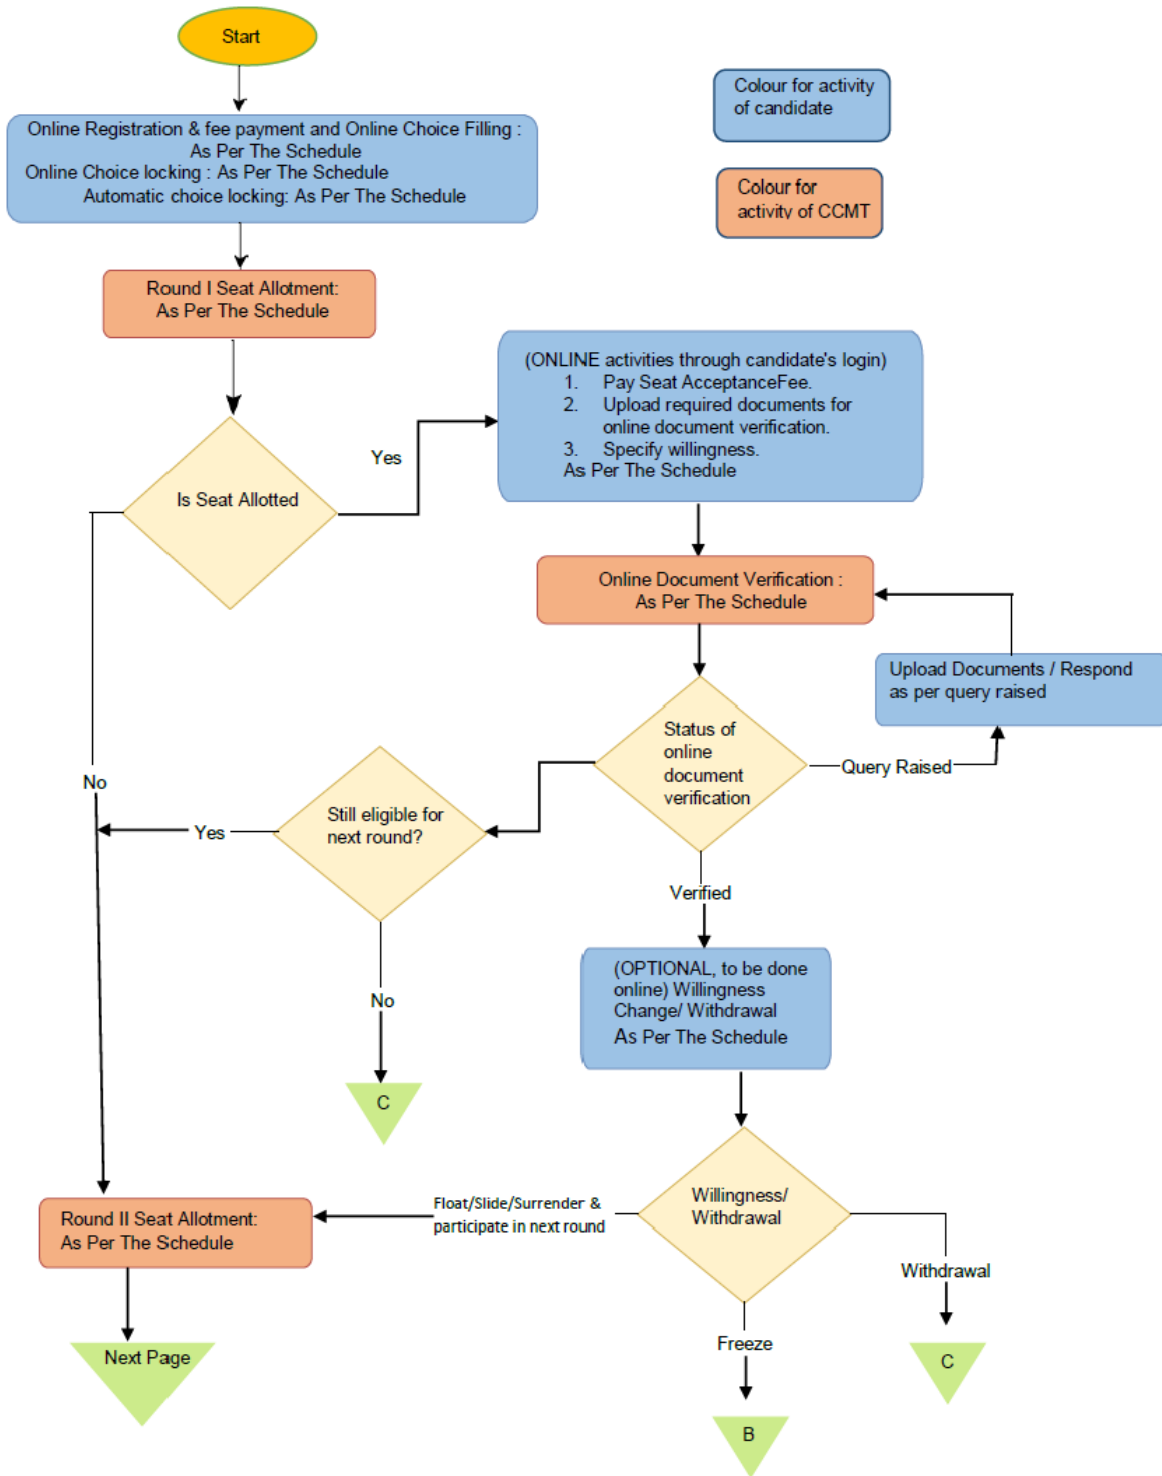 Start
Colour for activity
of candidate
Online Registration & fee payment and Online Choice Filling :
As Per The Schedule
Online Choice locking : As Per The Schedule
Automatic choice locking: As Per The Schedule
Colour for
activity of CCMT
Round I Seat Allotment:
As Per The Schedule
(ONLINE activities through candidate's login)
1. Pay Seat AcceptanceFee.
2. Upload required documents for
online document verification.
3. Specify willingness.
As Per The Schedule
Yes
Is Seat Allotted
Online Document Verification :
As Per The Schedule
Upload Documents / Respond
as per query raised
Status of
online
document
verification
Query Raised
No
Still eligible for
next round?
Yes
Verified
(OPTIONAL, to be done
online) Willingness
Change/ Withdrawal
As Per The Schedule
No
C
Float/Slide/Surrender &
participate in next round
Willingness/
Withdrawal
Round II Seat Allotment:
As Per The Schedule
Withdrawal
Freeze
Next Page
C
B